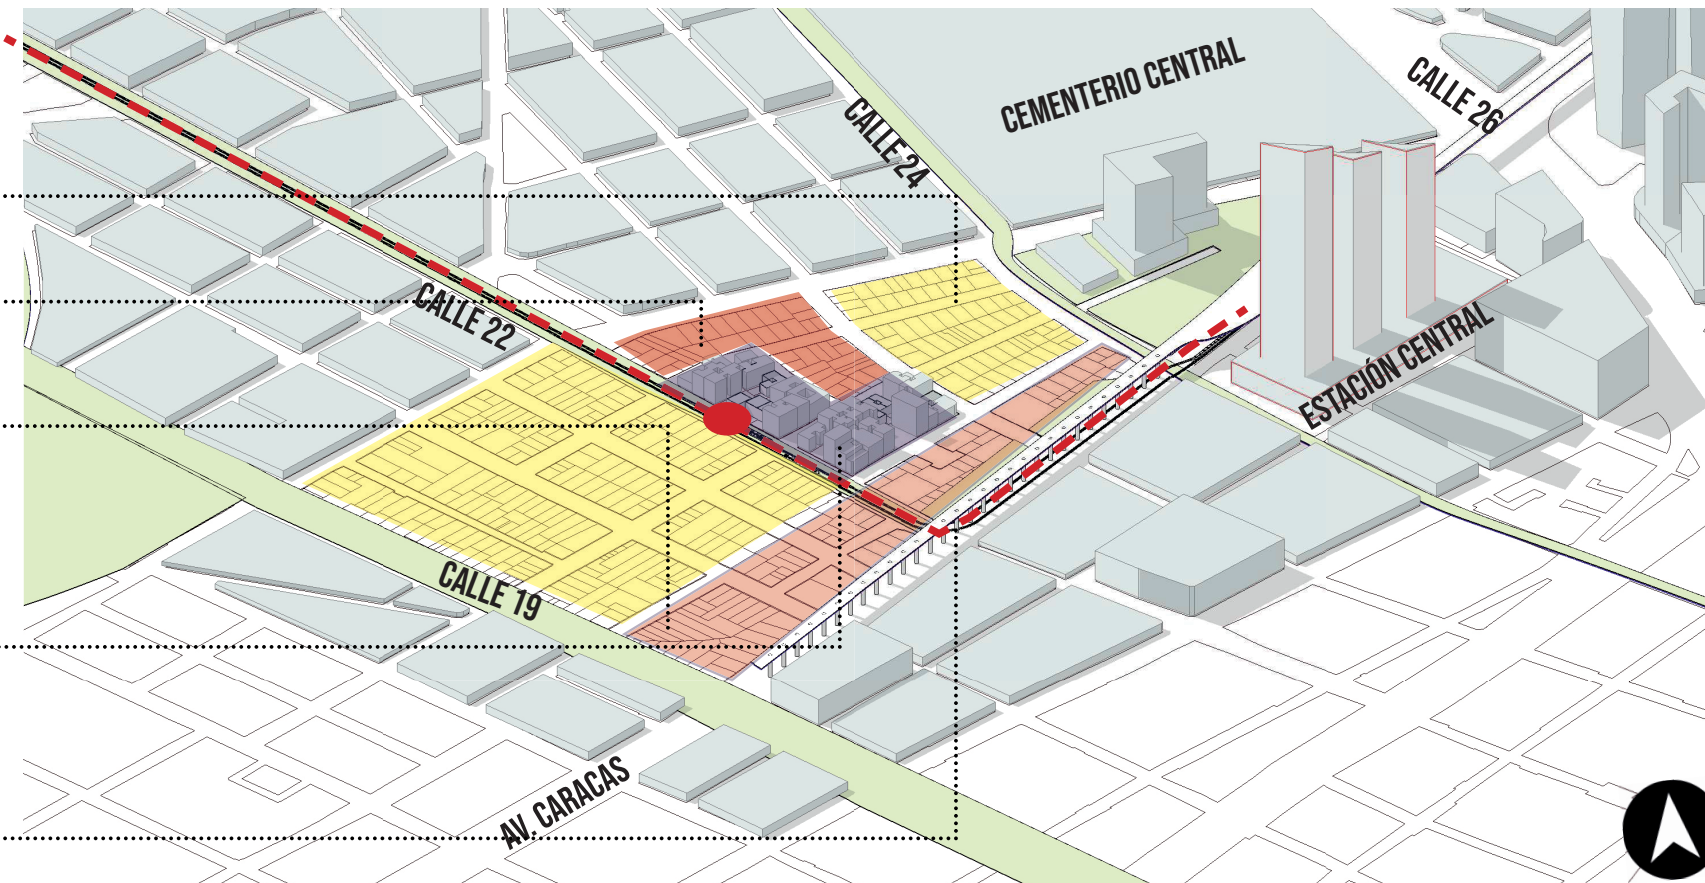 CEMENTERIO CENTRAL
CALLE 26
CALLE 24
CALLE 22
ESTACIÓN CENTRAL
CALLE 19
AV. CARACAS